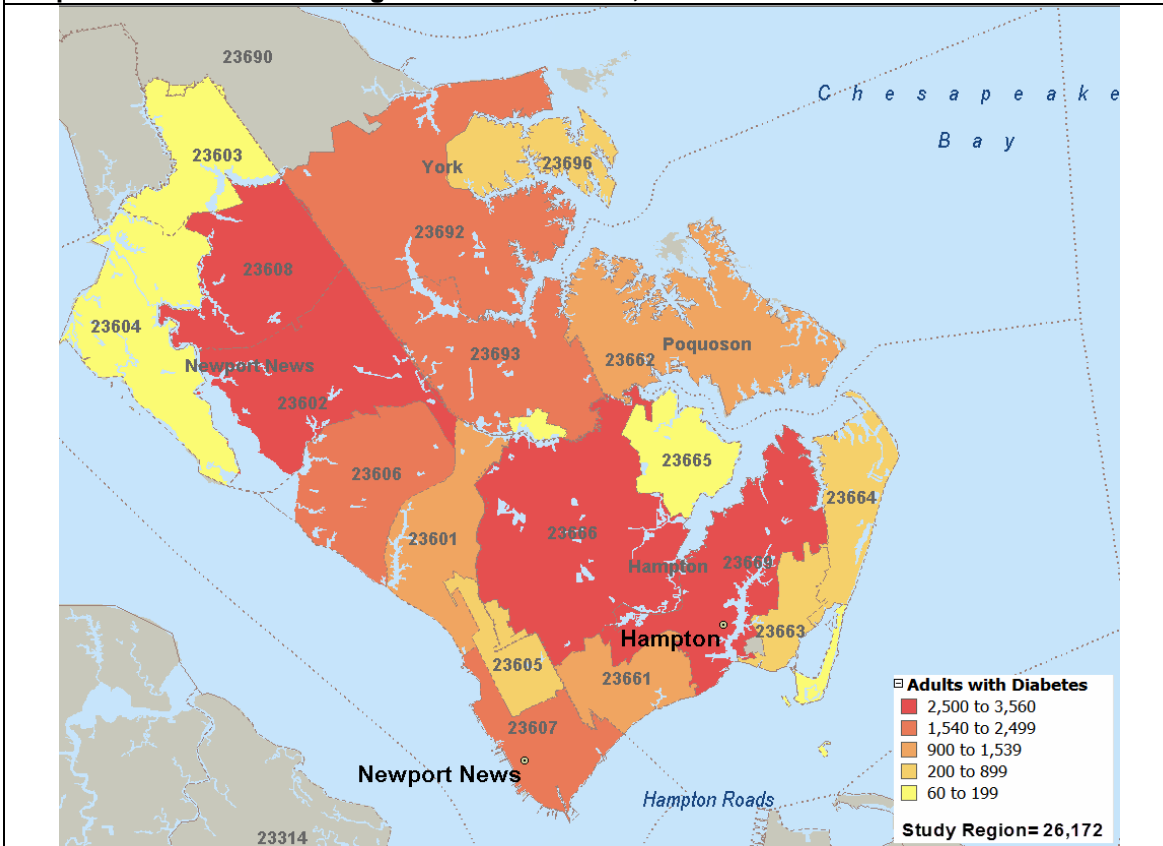 23690
C h e s a p e a k e
B a y
23603
York
23696
23692
23608
23604
Newport News
23693
23662
Poquoson
23602
23606
23665
23664
23601
23666
Hampton
23669
Hampton
23663
23605
23661
23607
Newport News
Hampton Roads
23314
Adults with Diabetes
2,500 to 3,560
1,540 to 2,499
900 to 1,539
200 to 899
60 to 199
Study Region= 26,172